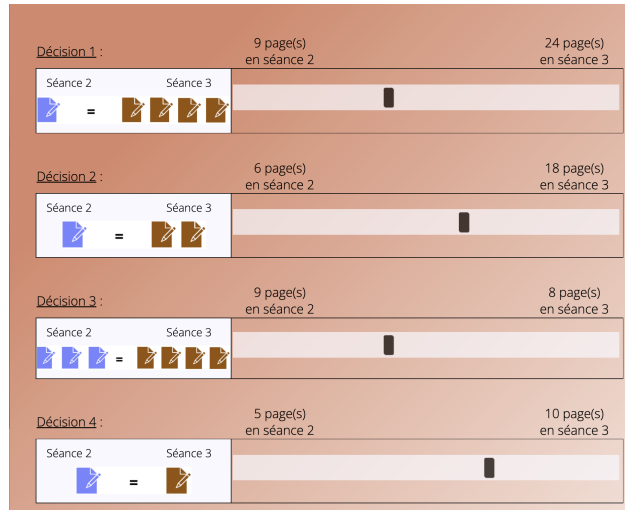 Décision 1 :
9 page(s)
en séance 2
24 page(s)
en séance 3
Séance 2
Séance 3
=
Décision 2 :
6 page(s)
en séance 2
18 page(s)
en séance 3
Séance 2
Séance 3
=
Décision 3 :
9 page(s)
en séance 2
8 page(s)
en séance 3
Séance 2
Séance 3
=
Décision 4 :
5 page(s)
en séance 2
10 page(s)
en séance 3
Séance 2
Séance 3
=